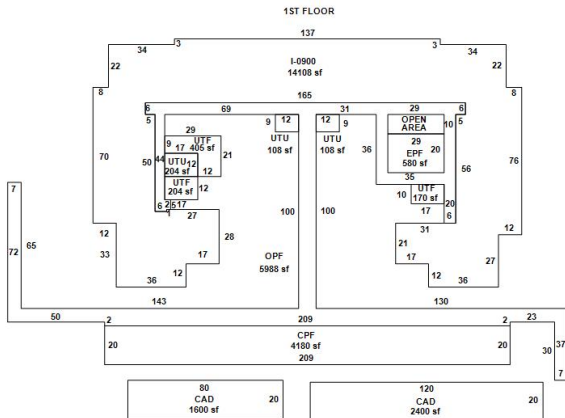 1ST FLOOR
137
34 3 3 34
22 I-0900 22
14108 sf
8 8
165
6 69 31 29 6
5 9 12 12 9 OPEN 10 5
29 AREA
9 UTF UTU UTU 29
17 405 sf 108 sf 108 sf EPF 20
70 50 44 UTU 12 21 36 580 sf 56 76
204 sf 12 35
UTF 12 10 UTF
204 sf 170 sf 20
7 6 2 5 17 100 100 17
1 27 31 6
12 28 21 12
72 65 33 17 OPF 17 27
12 5988 sf 12
36 36
143 130
50 2 209 2 23
20 CPF 20 30 37
4180 sf
209
7
80 120
CAD 20 CAD 20
1600 sf 2400 sf